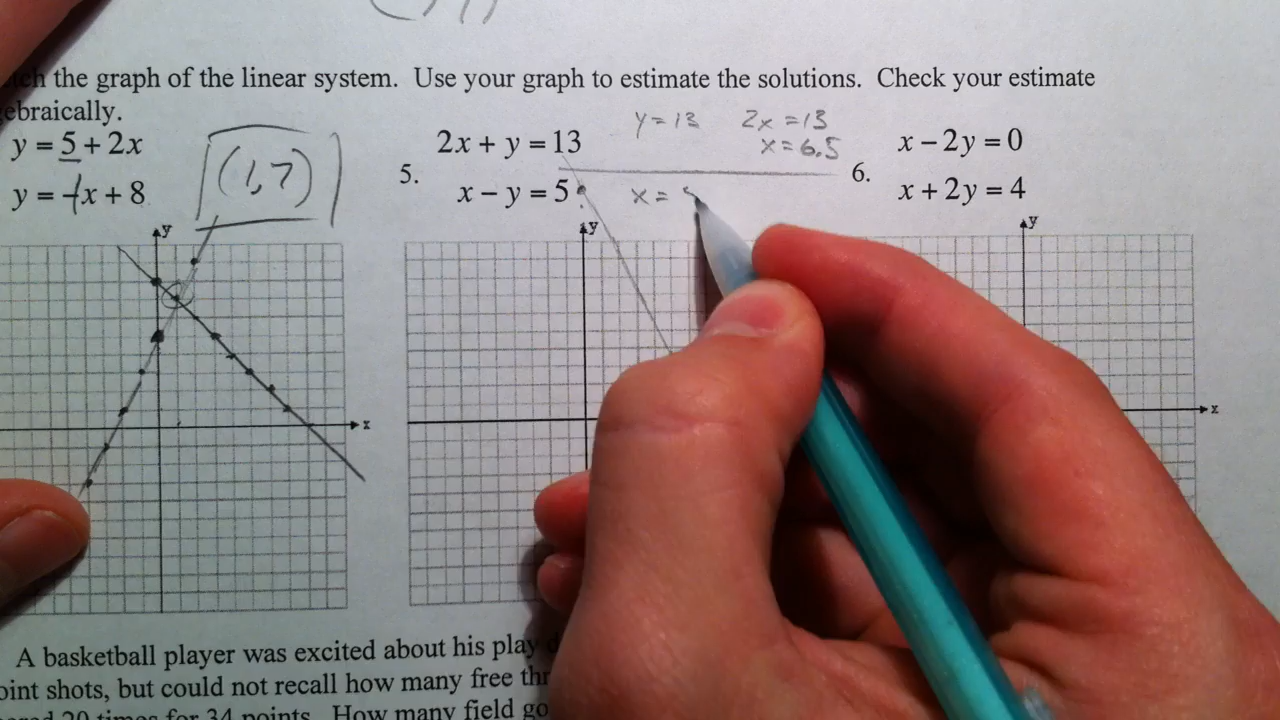 the graph of the linear system. Use your graph to estimate the solutions. Check your estimate
ebraically.
y = 5 + 2x
y = -1x + 8
(1,7)
5.
2x + y = 13
x − y = 5
y = 13 2x = 13
x = 6.5
x =
6.
x − 2y = 0
x + 2y = 4
y
x
y
y
x
A basketball player was excited about his play
oint shots, but could not recall how many free thr
20 times for 34 points. How many field go